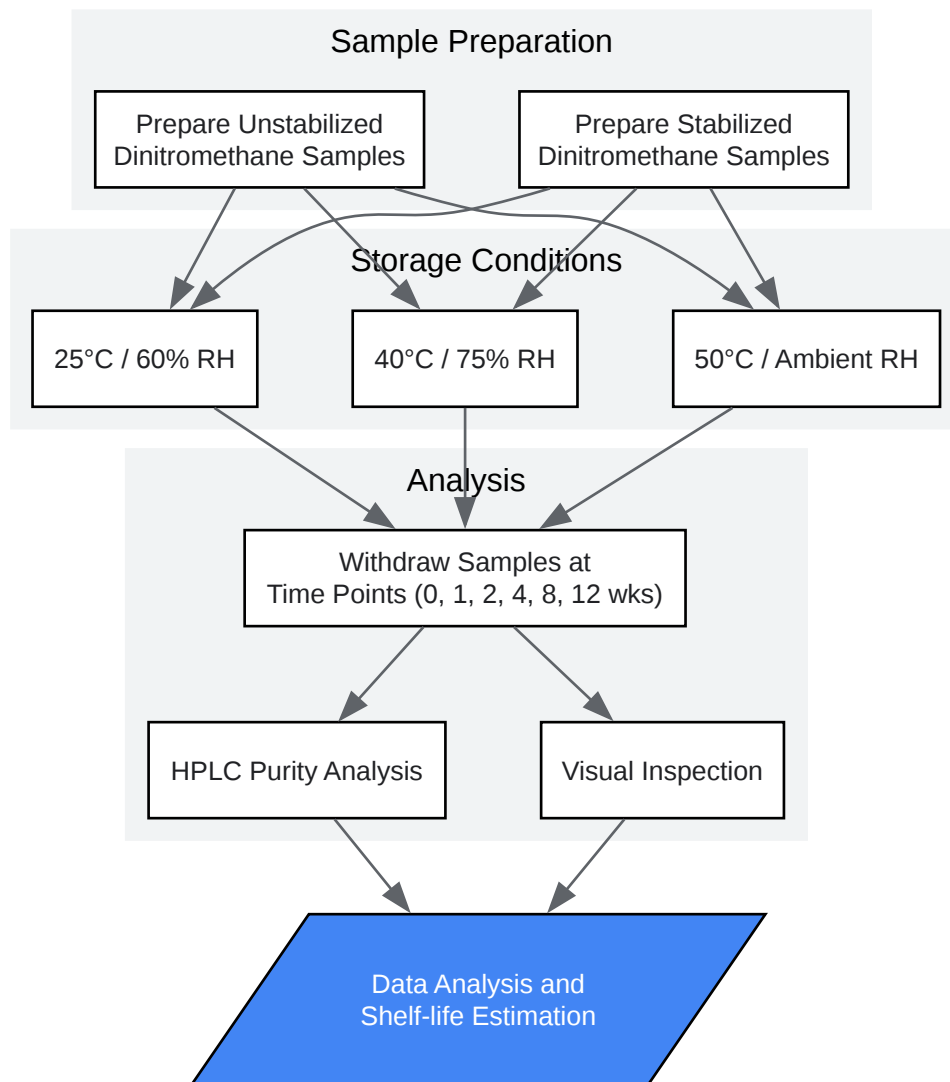 Sample Preparation
Prepare Unstabilized
Dinitromethane Samples
Prepare Stabilized
Dinitromethane Samples
Storage Conditions
25°C / 60% RH
40°C / 75% RH
50°C / Ambient RH
Analysis
Withdraw Samples at
Time Points (0, 1, 2, 4, 8, 12 wks)
HPLC Purity Analysis
Visual Inspection
Data Analysis and
Shelf-life Estimation